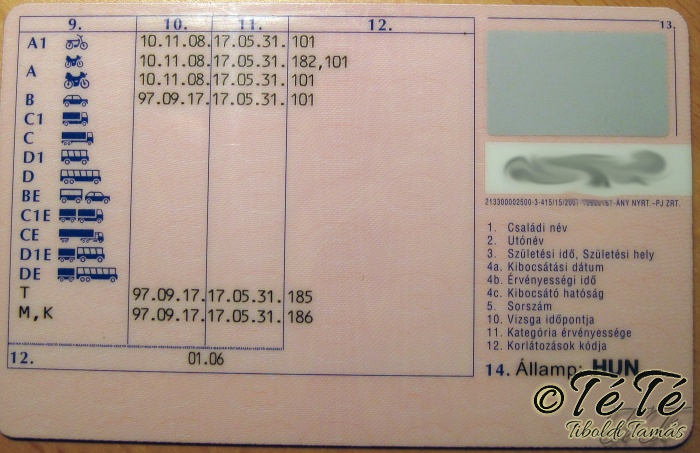 9. 10. 11. 12. 13.
A1 10.11.08. 17.05.31. 101
A 10.11.08. 17.05.31. 182,101
10.11.08. 17.05.31. 101
B 97.09.17. 17.05.31. 101
C1
C
D1
D
BE
C1E
CE
D1E
DE
T 97.09.17. 17.05.31. 185
M,K 97.09.17. 17.05.31. 186
12. 01.06
-ÁNY NYRT.-PJ ZRT.
1. Családi név
2. Utónév
3. Születési idő, Születési hely
4a. Kibocsátási dátum
4b. Érvényességi idő
4c. Kibocsátó hatóság
5. Sorszám
10. Vizsga időpontja
11. Kategória érvényessége
12. Korlátozások kódja
14. Államp: HUN
© TéTé
Tiboldi Tamás